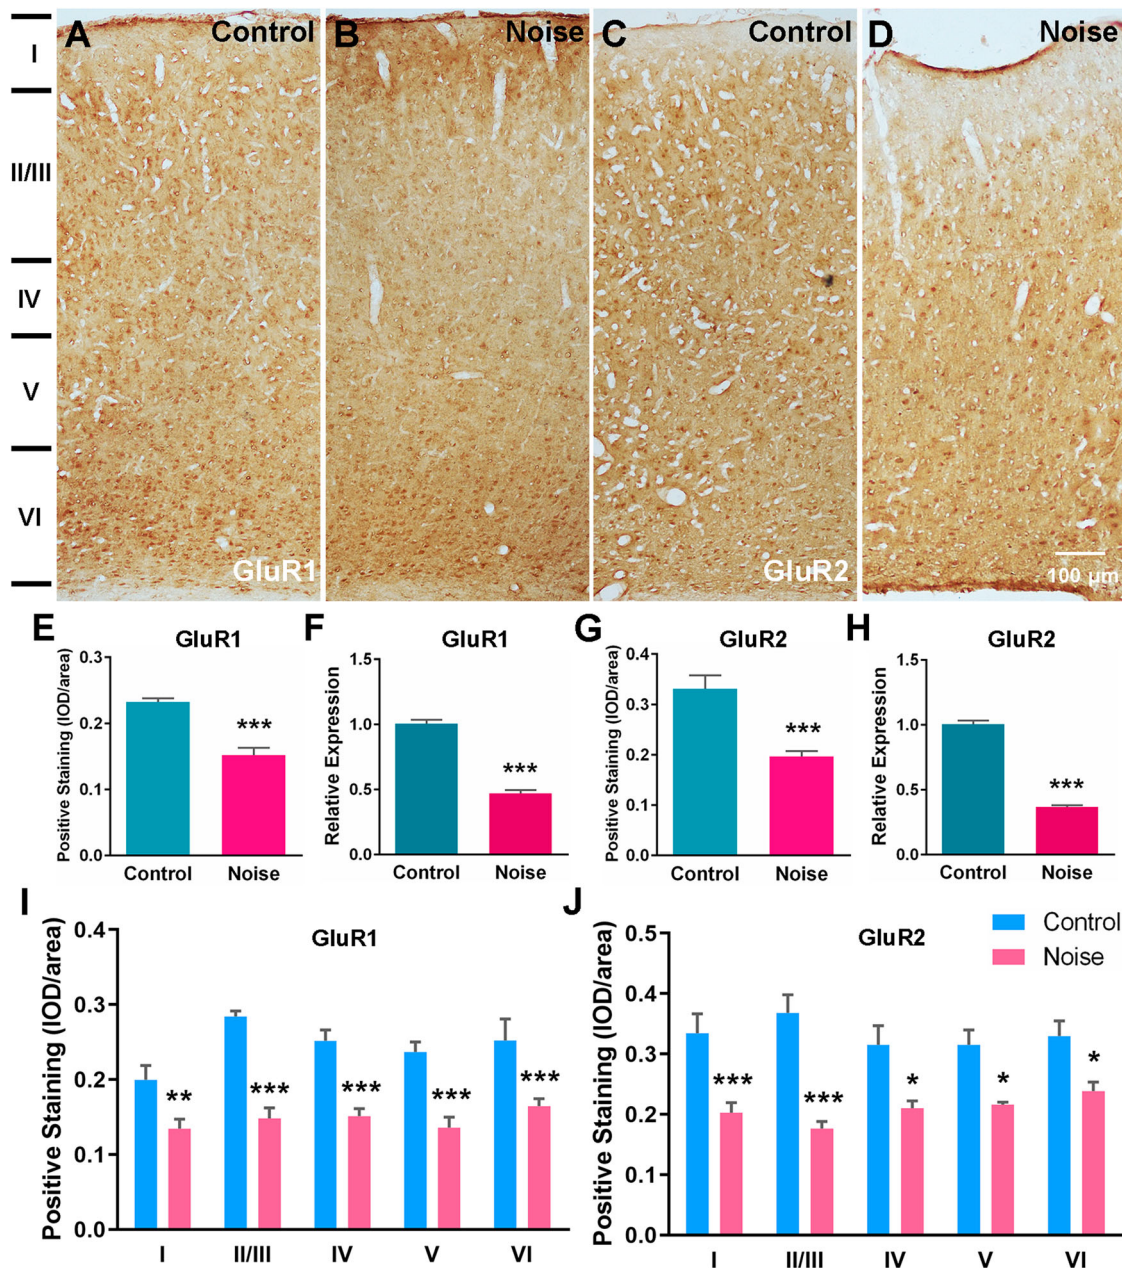 A Control
B Noise
C Control
D Noise
I
II/III
IV
V
VI
GluR1
GluR2
100 μm
E GluR1
Positive Staining (IOD/area)
0.3
0.2
0.1
0.0
Control Noise
***
F GluR1
Relative Expression
1.5
1.0
0.5
0.0
Control Noise
***
G GluR2
Positive Staining (IOD/area)
0.4
0.3
0.2
0.1
0.0
Control Noise
***
H GluR2
Relative Expression
1.5
1.0
0.5
0.0
Control Noise
***
I GluR1
Positive Staining (IOD/area)
0.4
0.3
0.2
0.1
0.0
** *** *** *** ***
I II/III IV V VI
J GluR2
Positive Staining (IOD/area)
0.5
0.4
0.3
0.2
0.1
0.0
*** *** * * *
I II/III IV V VI
Control
Noise